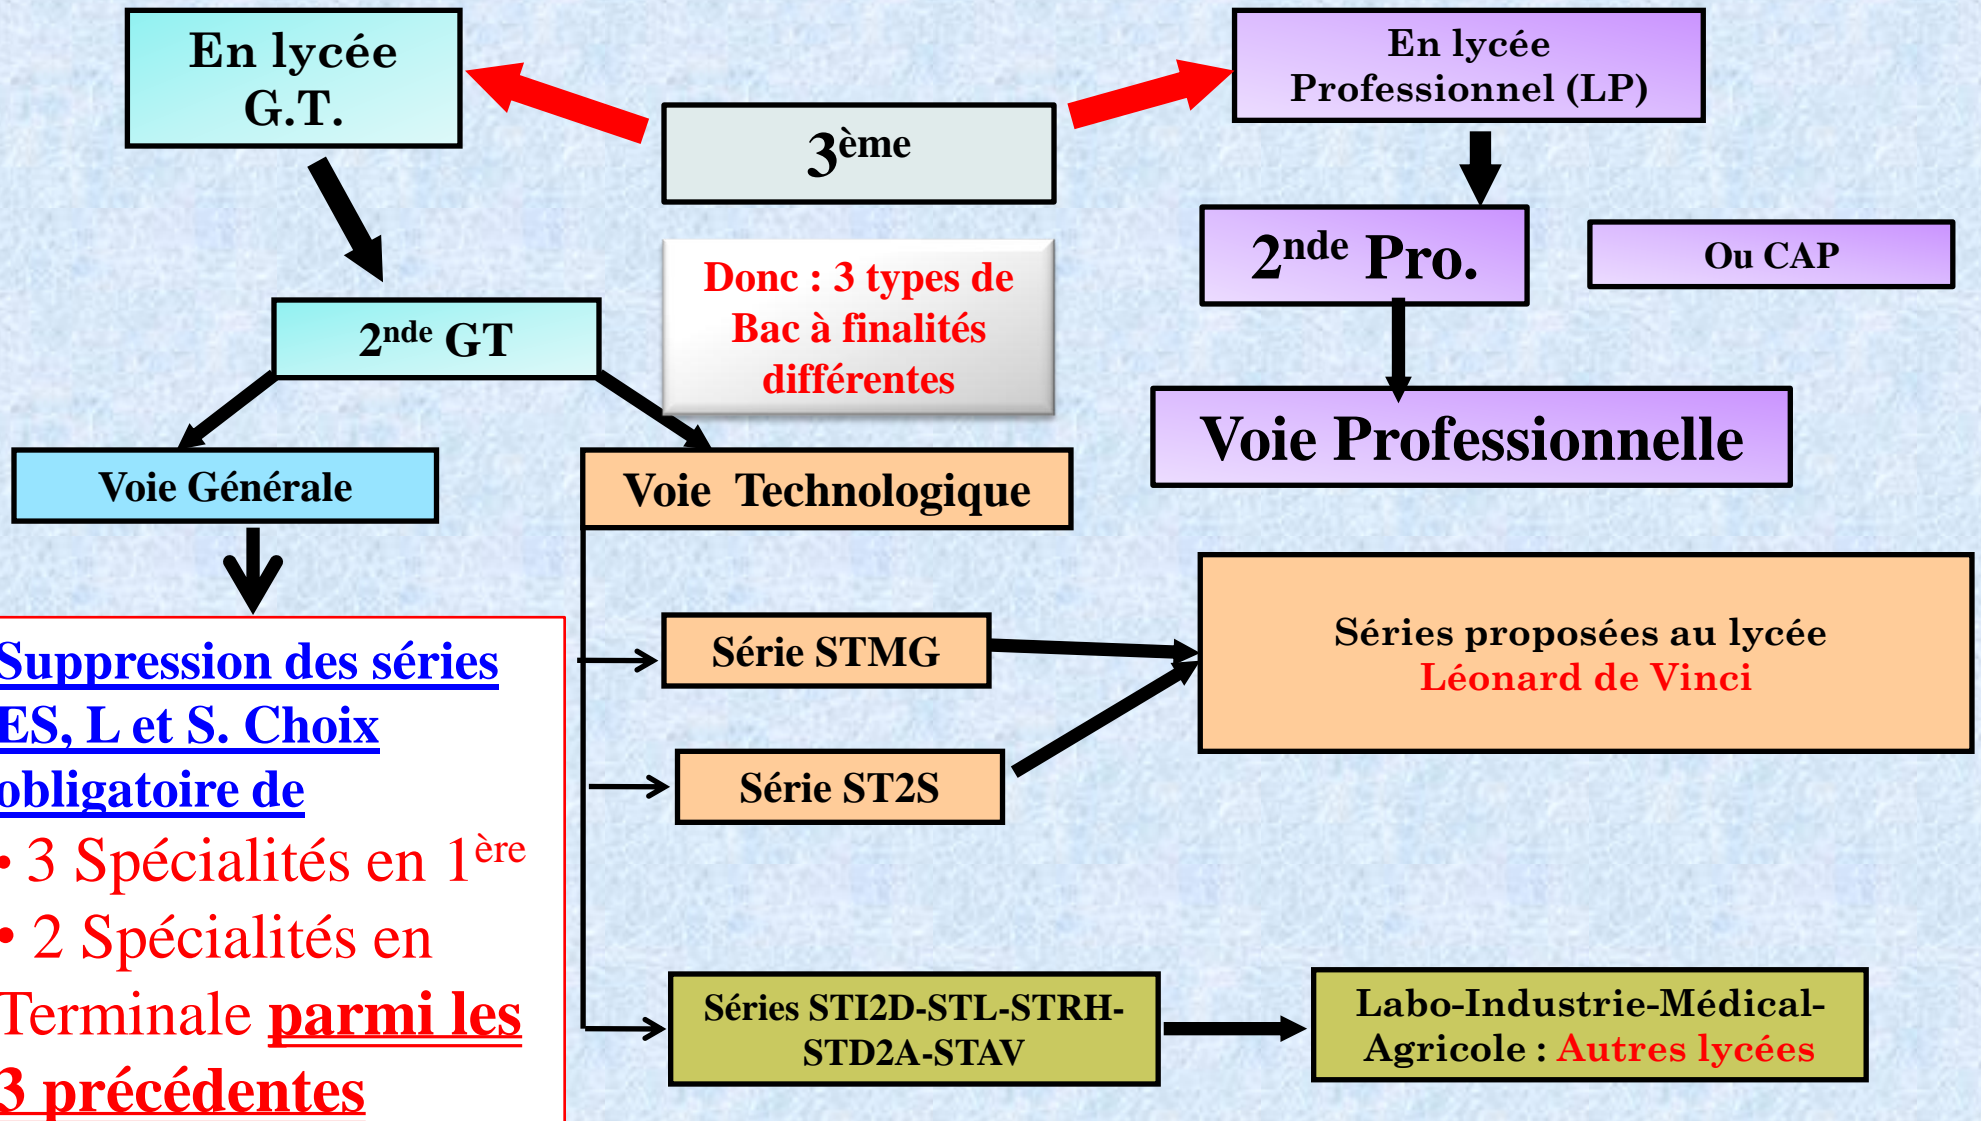 En lycée
G.T.
3ème
En lycée
Professionnel (LP)
2nde Pro.
Ou CAP
Donc : 3 types de
Bac à finalités
différentes
2nde GT
Voie Professionnelle
Voie Générale
Voie Technologique
Suppression des séries
ES, L et S. Choix
obligatoire de
• 3 Spécialités en 1ère
• 2 Spécialités en
Terminale parmi les
3 précédentes
Série STMG
Série ST2S
Séries proposées au lycée
Léonard de Vinci
Séries STI2D-STL-STRH-
STD2A-STAV
Labo-Industrie-Médical-
Agricole : Autres lycées